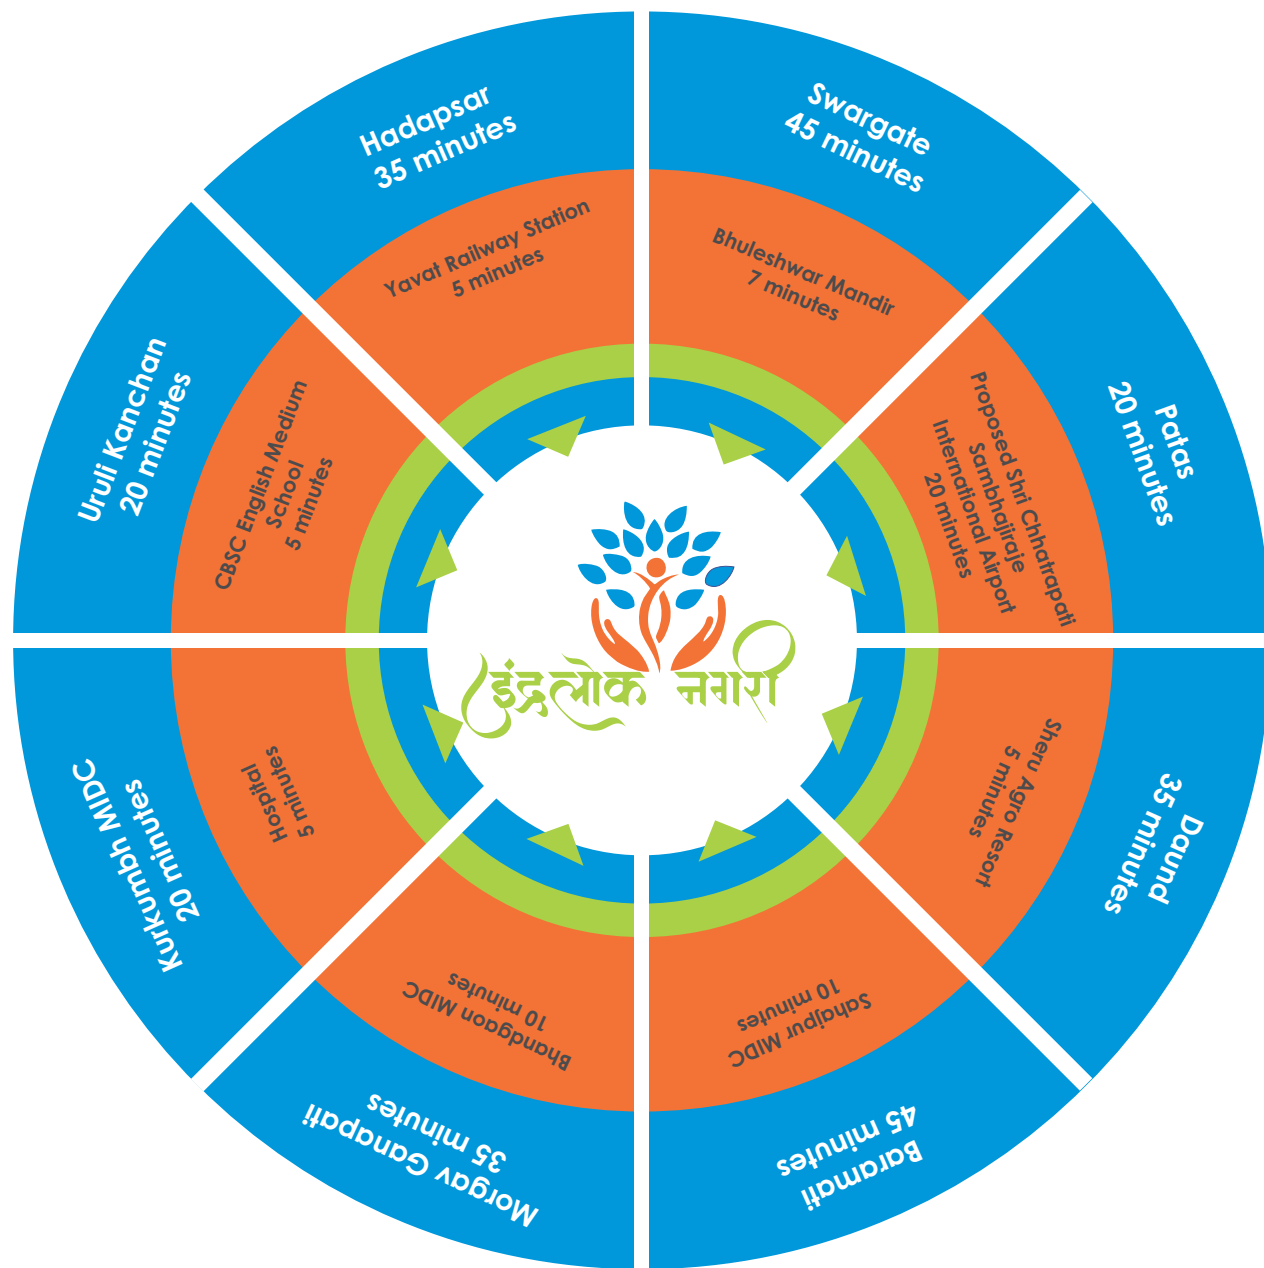 Hadapsar
35 minutes
Swargate
45 minutes
Yavat Railway Station
5 minutes
Bhuleshwar Mandir
7 minutes
Uruli Kanchan
20 minutes
CBSC English Medium
School
5 minutes
Proposed Shri Chhatrapati
Sambhajiraje
International Airport
20 minutes
Patas
20 minutes
इंद्रलोक नगरी
Kurkumbh MIDC
20 minutes
Hospital
5 minutes
Sheru Agro Resort
5 minutes
Daund
35 minutes
Bhandgaon MIDC
10 minutes
Sahajpur MIDC
10 minutes
Morgav Ganapati
35 minutes
Baramati
45 minutes